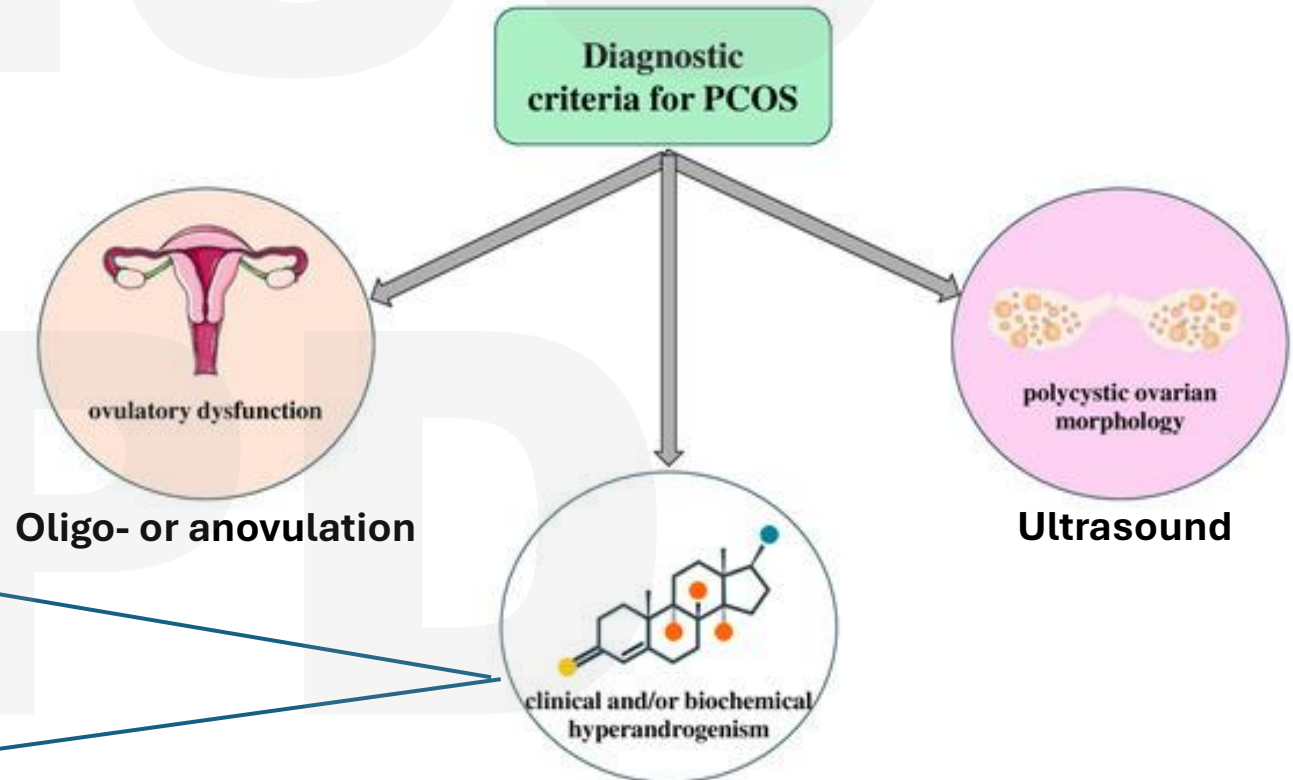 Diagnostic
criteria for PCOS
ovulatory dysfunction
polycystic ovarian
morphology
Oligo- or anovulation
Ultrasound
clinical and/or biochemical
hyperandrogenism